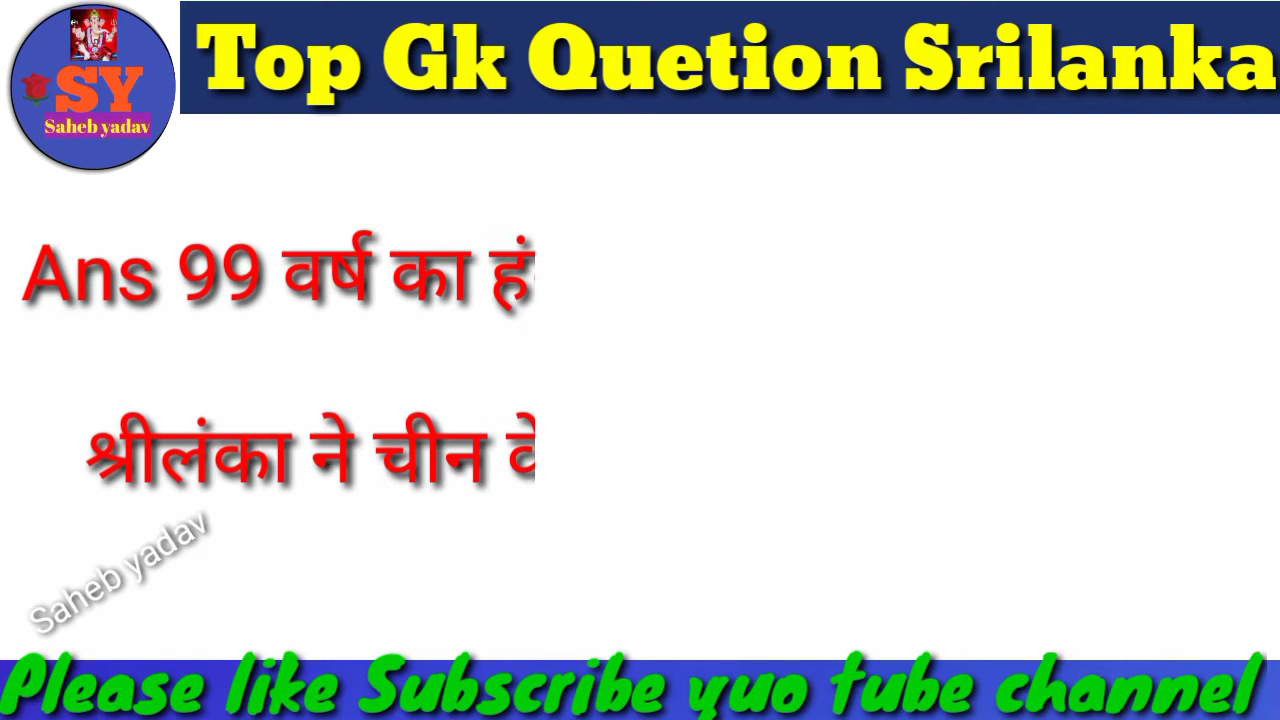 Top Gk Quetion Srilanka
SY
Saheb yadav
Ans 99 वर्ष का
श्रीलंका ने चीन
Saheb yadav
Please like Subscribe yuo tube channel